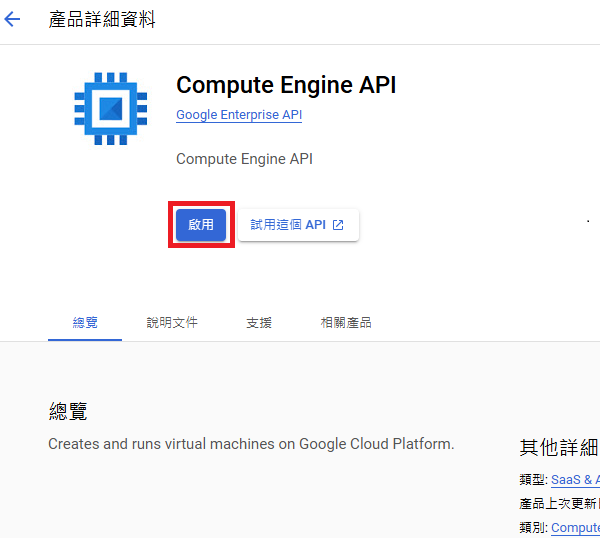 產品詳細資料
Compute Engine API
Google Enterprise API
Compute Engine API
啟用
試用這個 API
總覽
說明文件
支援
相關產品
總覽
Creates and runs virtual machines on Google Cloud Platform.
其他詳細
類型: SaaS &
產品上次更新
類別: Compute